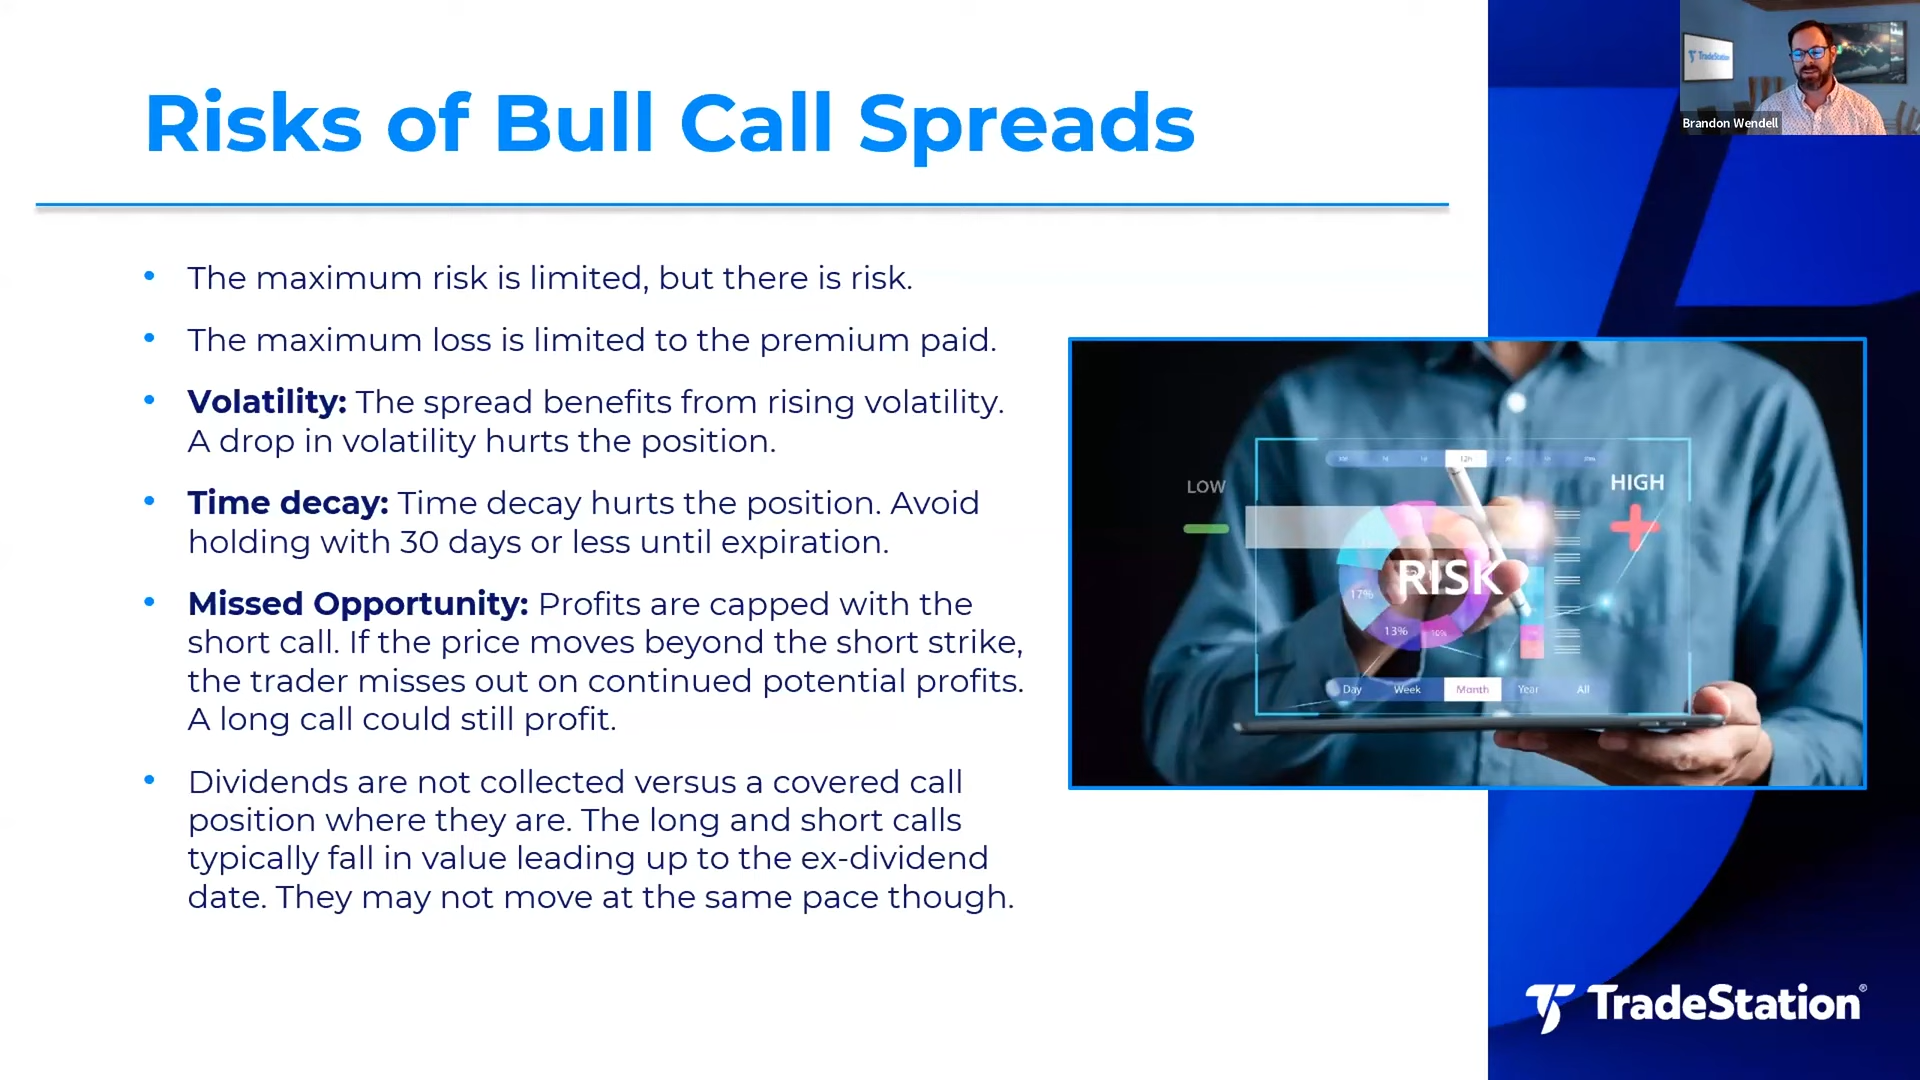 TradeStation
Brandon Wendell
Risks of Bull Call Spreads
• The maximum risk is limited, but there is risk.
• The maximum loss is limited to the premium paid.
• Volatility: The spread benefits from rising volatility.
A drop in volatility hurts the position.
• Time decay: Time decay hurts the position. Avoid
holding with 30 days or less until expiration.
• Missed Opportunity: Profits are capped with the
short call. If the price moves beyond the short strike,
the trader misses out on continued potential profits.
A long call could still profit.
• Dividends are not collected versus a covered call
position where they are. The long and short calls
typically fall in value leading up to the ex-dividend
date. They may not move at the same pace though.
12h
LOW
HIGH
RISK
17%
13%
10%
Day Week Month Year All
TradeStation®